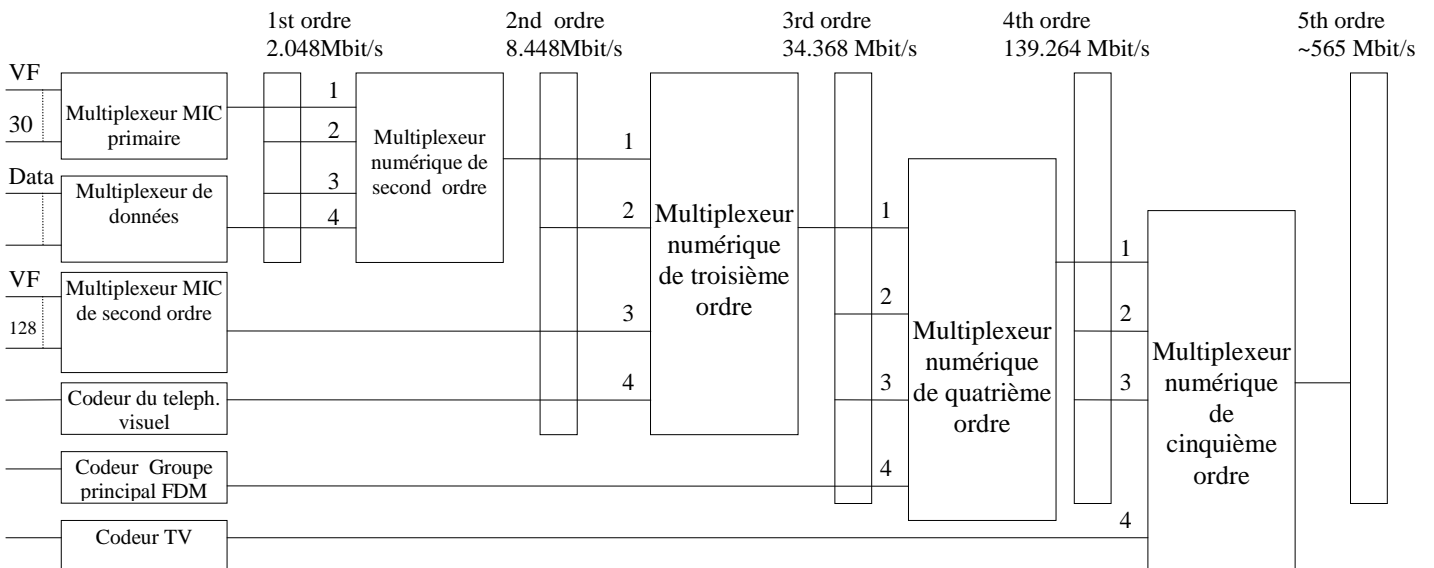 1st ordre
2.048Mbit/s
2nd ordre
8.448Mbit/s
3rd ordre
34.368 Mbit/s
4th ordre
139.264 Mbit/s
5th ordre
~565 Mbit/s
VF
30
Multiplexeur MIC
primaire
Data
Multiplexeur de
données
VF
128
Multiplexeur MIC
de second ordre
Codeur du teleph.
visuel
Codeur Groupe
principal FDM
Codeur TV
1
2
3
4
Multiplexeur
numérique de
second ordre
1
2
3
4
Multiplexeur
numérique
de troisième
ordre
1
2
3
4
Multiplexeur
numérique
de quatrième
ordre
1
2
3
4
Multiplexeur
numérique
de
cinquième
ordre